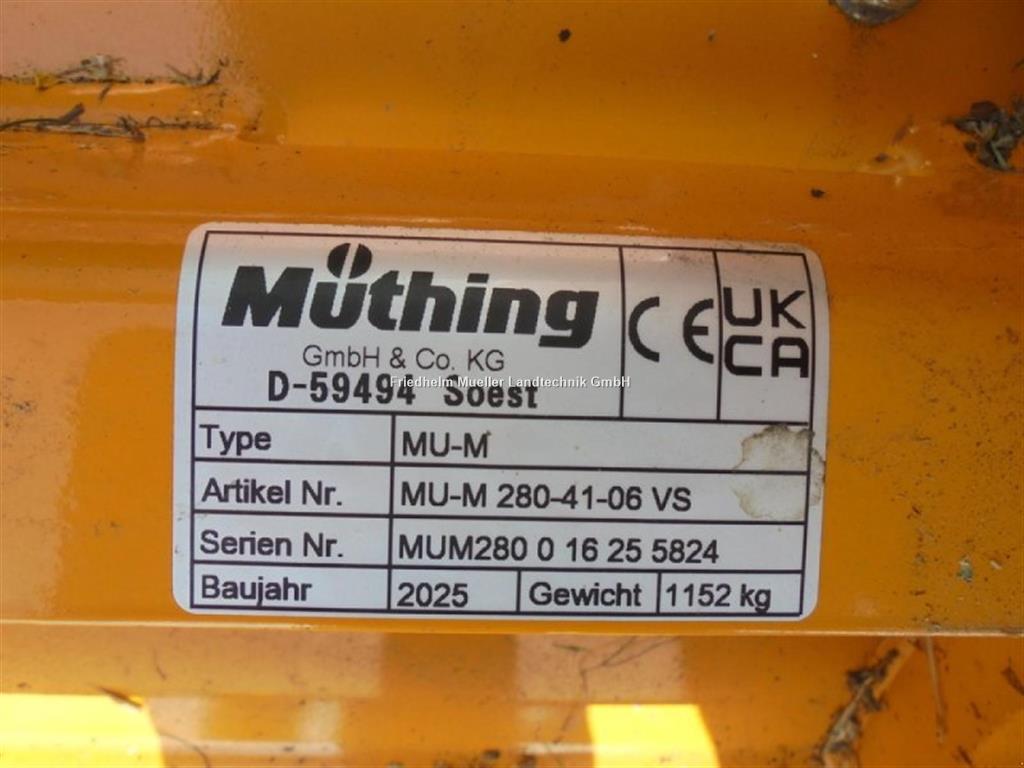 Müthing
GmbH & Co. KG
D-59494 Soest
Friedhelm Mueller Landtechnik GmbH
CE
UK
CA
Type MU-M
Artikel Nr. MU-M 280-41-06 VS
Serien Nr. MUM280 0 16 25 5824
Baujahr 2025 Gewicht 1152 kg